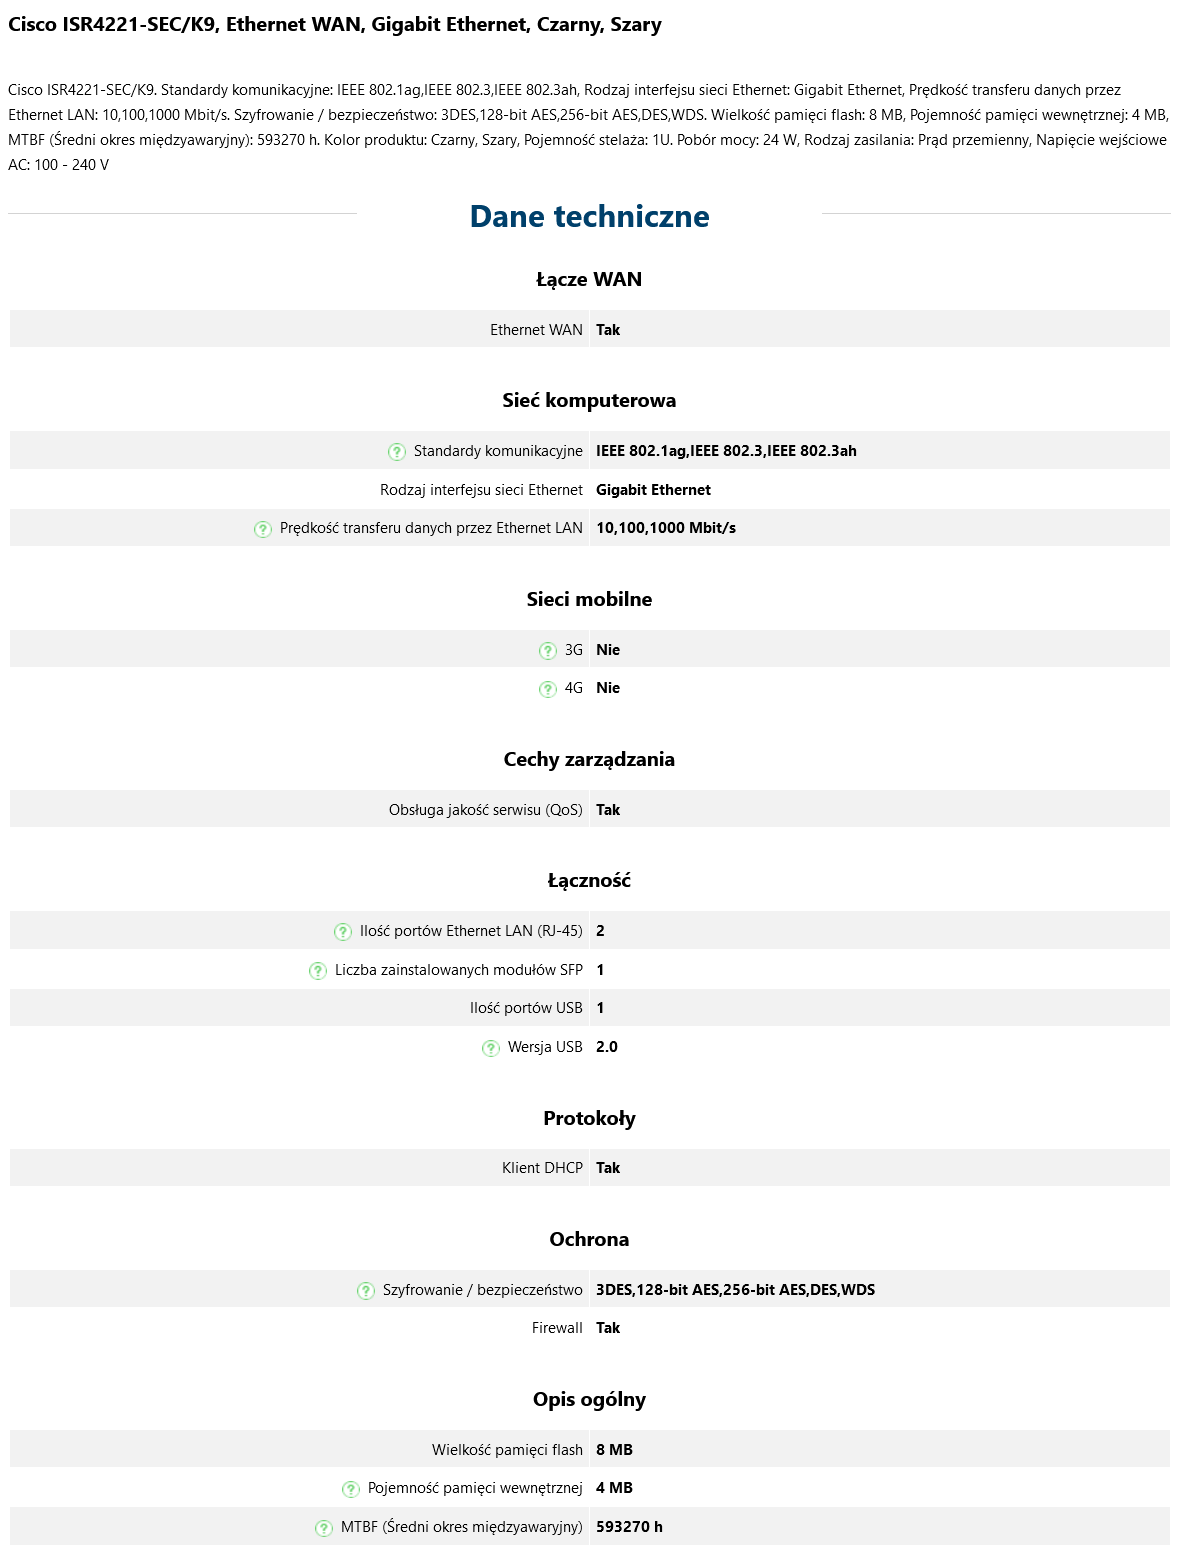 Cisco ISR4221-SEC/K9, Ethernet WAN, Gigabit Ethernet, Czarny, Szary
Cisco ISR4221-SEC/K9. Standardy komunikacyjne: IEEE 802.1ag,IEEE 802.3,IEEE 802.3ah, Rodzaj interfejsu sieci Ethernet: Gigabit Ethernet, Prędkość transferu danych przez
Ethernet LAN: 10,100,1000 Mbit/s. Szyfrowanie / bezpieczeństwo: 3DES,128-bit AES,256-bit AES,DES,WDS. Wielkość pamięci flash: 8 MB, Pojemność pamięci wewnętrznej: 4 MB,
MTBF (Średni okres międzyawaryjny): 593270 h. Kolor produktu: Czarny, Szary, Pojemność stelaża: 1U. Pobór mocy: 24 W, Rodzaj zasilania: Prąd przemienny, Napięcie wejściowe
AC: 100 - 240 V
Dane techniczne
Łącze WAN
Ethernet WAN Tak
Sieć komputerowa
? Standardy komunikacyjne IEEE 802.1ag,IEEE 802.3,IEEE 802.3ah
Rodzaj interfejsu sieci Ethernet Gigabit Ethernet
? Prędkość transferu danych przez Ethernet LAN 10,100,1000 Mbit/s
Sieci mobilne
? 3G Nie
? 4G Nie
Cechy zarządzania
Obsługa jakość serwisu (QoS) Tak
Łączność
? Ilość portów Ethernet LAN (RJ-45) 2
? Liczba zainstalowanych modułów SFP 1
Ilość portów USB 1
? Wersja USB 2.0
Protokoły
Klient DHCP Tak
Ochrona
? Szyfrowanie / bezpieczeństwo 3DES,128-bit AES,256-bit AES,DES,WDS
Firewall Tak
Opis ogólny
Wielkość pamięci flash 8 MB
? Pojemność pamięci wewnętrznej 4 MB
? MTBF (Średni okres międzyawaryjny) 593270 h